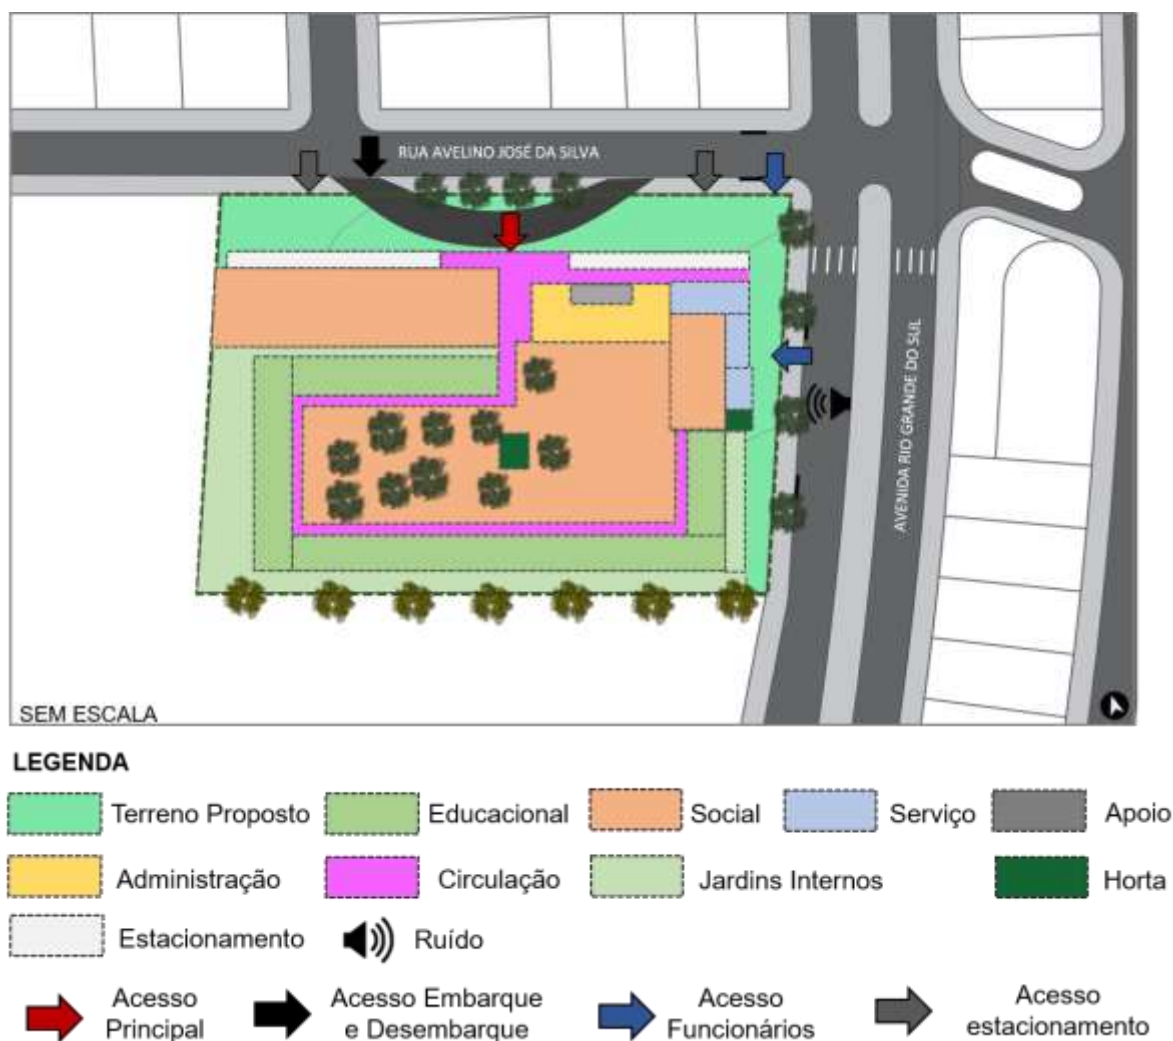 RUA AVELINO JOSÉ DA SILVA
AVENIDA RIO GRANDE DO SUL
SEM ESCALA
LEGENDA
Terreno Proposto
Educacional
Social
Serviço
Apoio
Administração
Circulação
Jardins Internos
Horta
Estacionamento
Ruído
Acesso
Principal
Acesso Embarque
e Desembarque
Acesso
Funcionários
Acesso
estacionamento